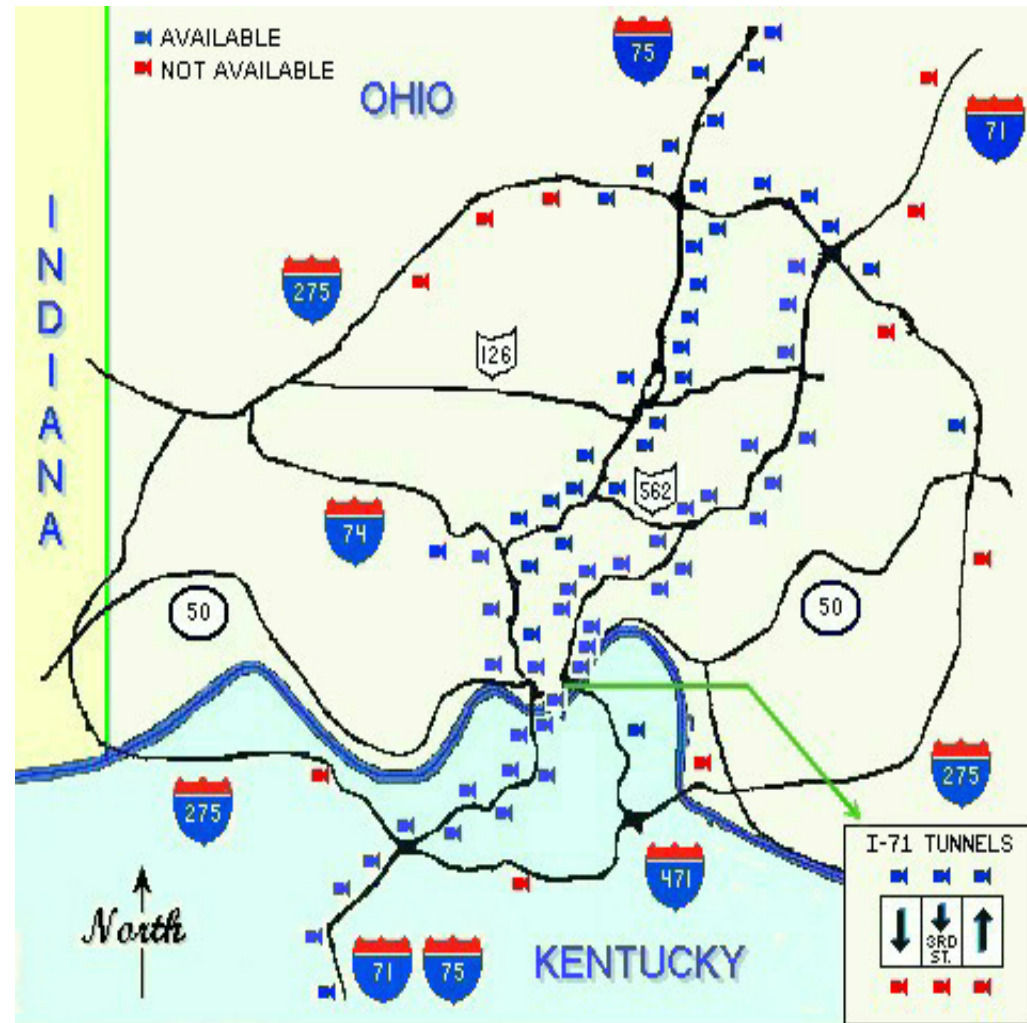 AVAILABLE
NOT AVAILABLE
OHIO
75
71
INDIANA
275
126
562
74
50
50
275
275
I-71 TUNNELS
3RD
ST.
471
North
71
75
KENTUCKY